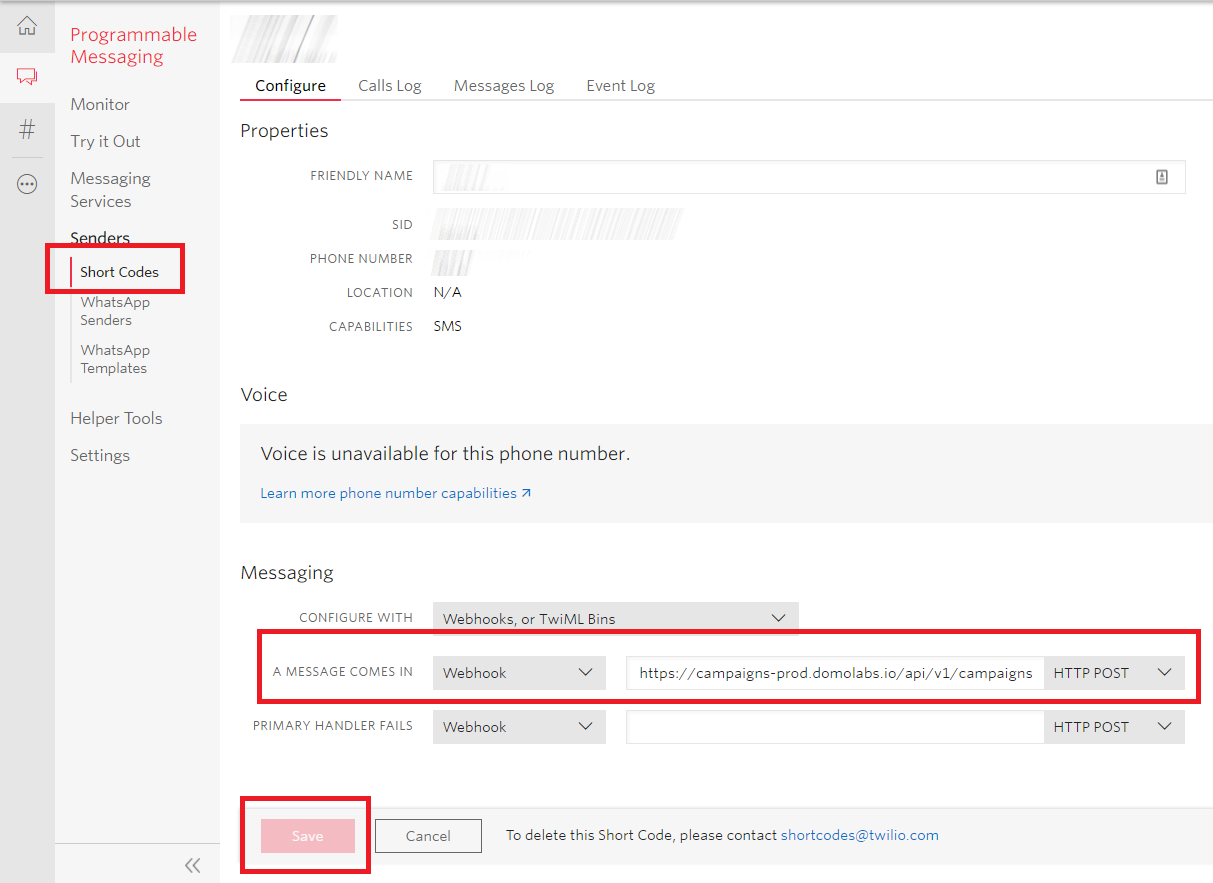 Programmable
Messaging
Monitor
Try it Out
Messaging
Services
Senders
Short Codes
WhatsApp
Senders
WhatsApp
Templates
Helper Tools
Settings
Configure Calls Log Messages Log Event Log
Properties
FRIENDLY NAME
SID
PHONE NUMBER
LOCATION N/A
CAPABILITIES SMS
Voice
Voice is unavailable for this phone number.
Learn more phone number capabilities
Messaging
CONFIGURE WITH Webhooks, or TwiML Bins
A MESSAGE COMES IN Webhook https://campaigns-prod.domolabs.io/api/v1/campaigns HTTP POST
PRIMARY HANDLER FAILS Webhook HTTP POST
Save Cancel To delete this Short Code, please contact shortcodes@twilio.com